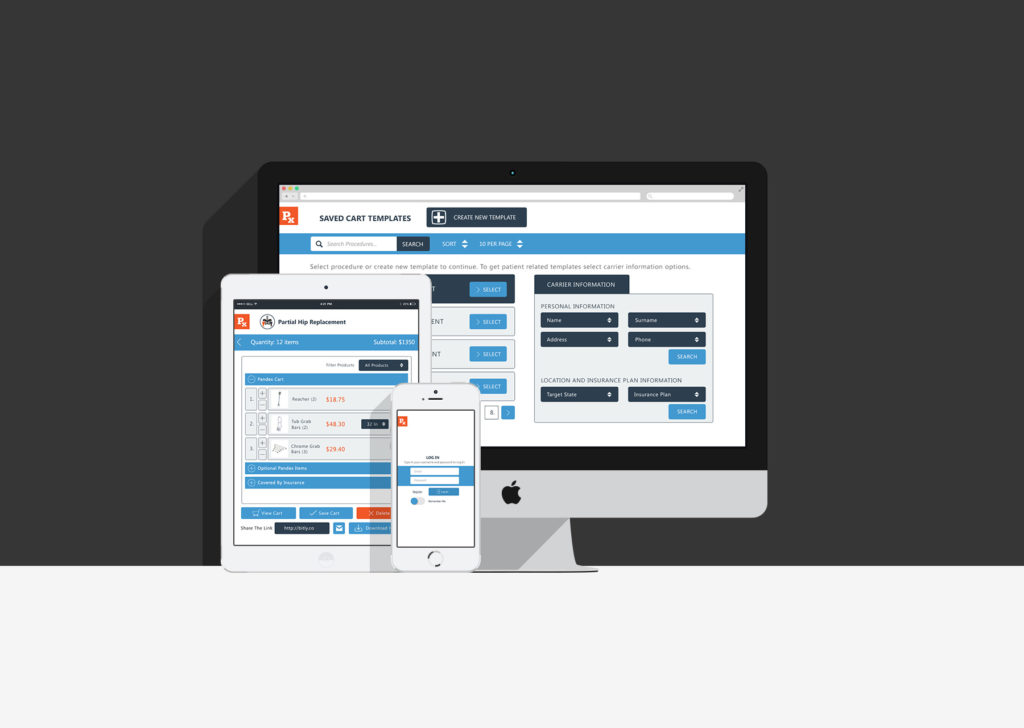 Px
SAVED CART TEMPLATES
CREATE NEW TEMPLATE
Search Procedures...
SEARCH
SORT
10 PER PAGE
Select procedure or create new template to continue. To get patient related templates select carrier information options.
T
SELECT
ENT
SELECT
NT
SELECT
SELECT
8
CARRIER INFORMATION
PERSONAL INFORMATION
Name
Surname
Address
Phone
SEARCH
LOCATION AND INSURANCE PLAN INFORMATION
Target State
Insurance Plan
SEARCH
Px
Partial Hip Replacement
Quantity: 12 items
Subtotal: $1350
Filter Products
All Products
Pandex Cart
1.
Reacher (2)
$18.75
2.
Tub Grab
Bars (2)
$48.30
32 in
3.
Chrome Grab
Bars (3)
$29.40
Optional Pandex Items
Covered By Insurance
View Cart
Save Cart
Delete
Share The Link
http://bitly.co
Download
Px
LOG IN
Register
Remember Me